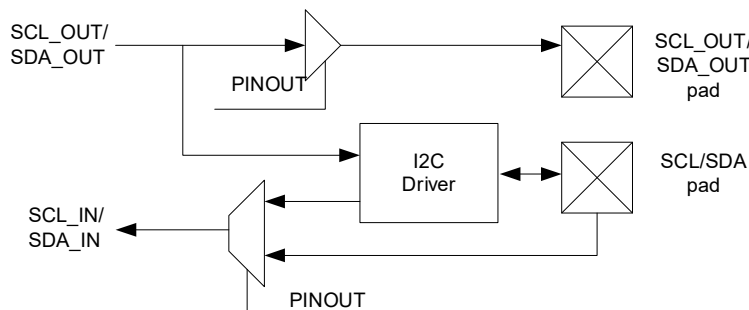 SCL_OUT/
SDA_OUT
SCL_OUT/
SDA_OUT
pad
PINOUT
I2C
Driver
SCL/SDA
pad
SCL_IN/
SDA_IN
PINOUT